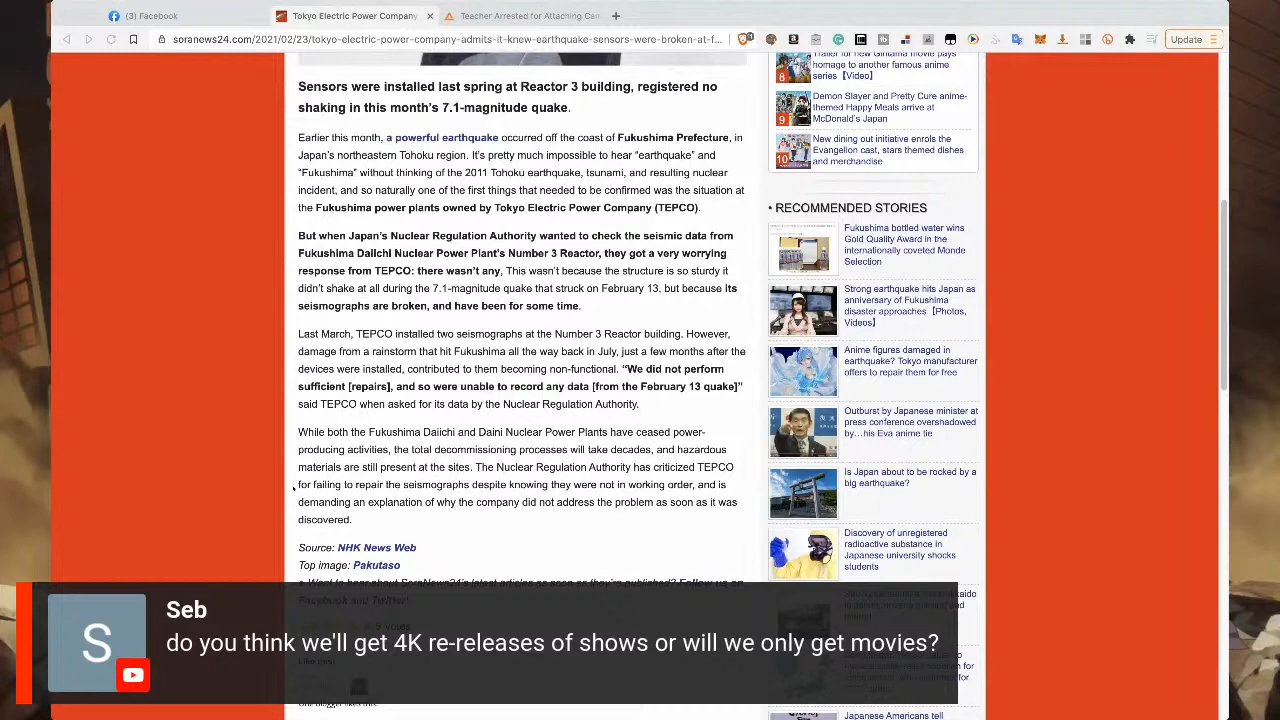 (3) Facebook
Tokyo Electric Power Company
Teacher Arrested for Attaching Can
soranews24.com/2021/02/23/tokyo-electric-power-company-admits-it-knew-earthquake-sensors-were-broken-at-f...
Update
Sensors were installed last spring at Reactor 3 building, registered no
shaking in this month's 7.1-magnitude quake.
Earlier this month, a powerful earthquake occurred off the coast of Fukushima Prefecture, in
Japan's northeastern Tohoku region. It's pretty much impossible to hear "earthquake" and
"Fukushima" without thinking of the 2011 Tohoku earthquake, tsunami, and resulting nuclear
incident, and so naturally one of the first things that needed to be confirmed was the situation at
the Fukushima power plants owned by Tokyo Electric Power Company (TEPCO).
But when Japan's Nuclear Regulation Authority wanted to check the seismic data from
Fukushima Daiichi Nuclear Power Plant's Number 3 Reactor, they got a very worrying
response from TEPCO: there wasn't any. This wasn't because the structure is so sturdy it
didn't shake at all during the 7.1-magnitude quake that struck on February 13, but because its
seismographs are broken, and have been for some time.
Last March, TEPCO installed two seismographs at the Number 3 Reactor building. However,
damage from a rainstorm that hit Fukushima all the way back in July, just a few months after the
devices were installed, contributed to them becoming non-functional. "We did not perform
sufficient [repairs], and so were unable to record any data [from the February 13 quake]"
said TEPCO when asked for its data by the Nuclear Regulation Authority.
While both the Fukushima Daiichi and Daini Nuclear Power Plants have ceased power-
producing activities, the total decommissioning processes will take decades, and hazardous
materials are still present at the sites. The Nuclear Regulation Authority has criticized TEPCO
for failing to repair the seismographs despite knowing they were not in working order, and is
demanding an explanation of why the company did not address the problem as soon as it was
discovered.
Source: NHK News Web
Top image: Pakutaso
● Want to hear about SoraNews24's latest articles as soon as they're published? Follow us on
Facebook and Twitter!
Trailer for new Gintama movie pays
homage to another famous anime
series【Video】
8
Demon Slayer and Pretty Cure anime-
themed Happy Meals arrive at
McDonald's Japan
9
New dining out initiative enrols the
Evangelion cast, stars themed dishes
and merchandise
10
• RECOMMENDED STORIES
Fukushima bottled water wins
Gold Quality Award in the
internationally coveted Monde
Selection
Strong earthquake hits Japan as
anniversary of Fukushima
disaster approaches【Photos,
Videos】
Anime figures damaged in
earthquake? Tokyo manufacturer
offers to repair them for free
Outburst by Japanese minister at
press conference overshadowed
by…his Eva anime tie
Is Japan about to be rocked by a
big earthquake?
Discovery of unregistered
radioactive substance in
Japanese university shocks
students
Japanese Americans tell
S
Seb
do you think we'll get 4K re-releases of shows or will we only get movies?